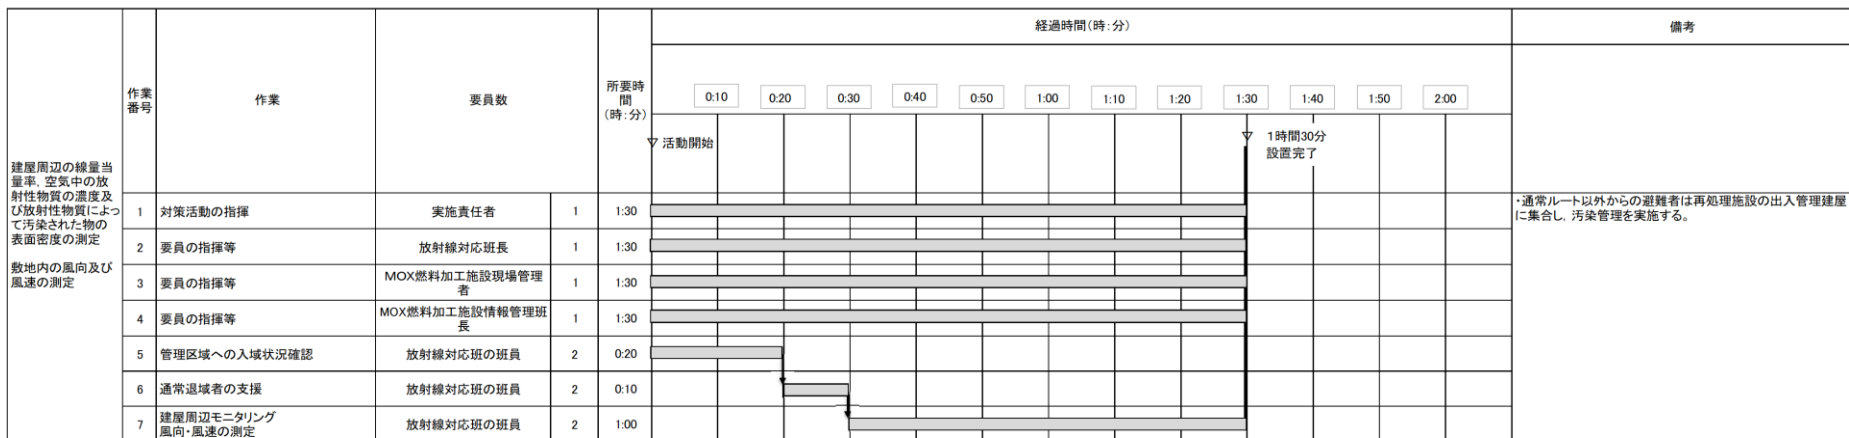 経過時間(時:分)
備考
作業
番号
作業
要員数
所要時
間
(時:分)
0:10
0:20
0:30
0:40
0:50
1:00
1:10
1:20
1:30
1:40
1:50
2:00
▽ 活動開始
▽ 1時間30分
設置完了
建屋周辺の線量当
量率,空気中の放
射性物質の濃度及
び放射性物質によっ
て汚染された物の
表面密度の測定
敷地内の風向及び
風速の測定
1 対策活動の指揮 実施責任者 1 1:30
・通常ルート以外からの避難者は再処理施設の出入管理建屋
に集合し,汚染管理を実施する。
2 要員の指揮等 放射線対応班長 1 1:30
3 要員の指揮等 MOX燃料加工施設現場管理
者 1 1:30
4 要員の指揮等 MOX燃料加工施設情報管理班
長 1 1:30
5 管理区域への入域状況確認 放射線対応班の班員 2 0:20
6 通常退域者の支援 放射線対応班の班員 2 0:10
7 建屋周辺モニタリング
風向・風速の測定 放射線対応班の班員 2 1:00